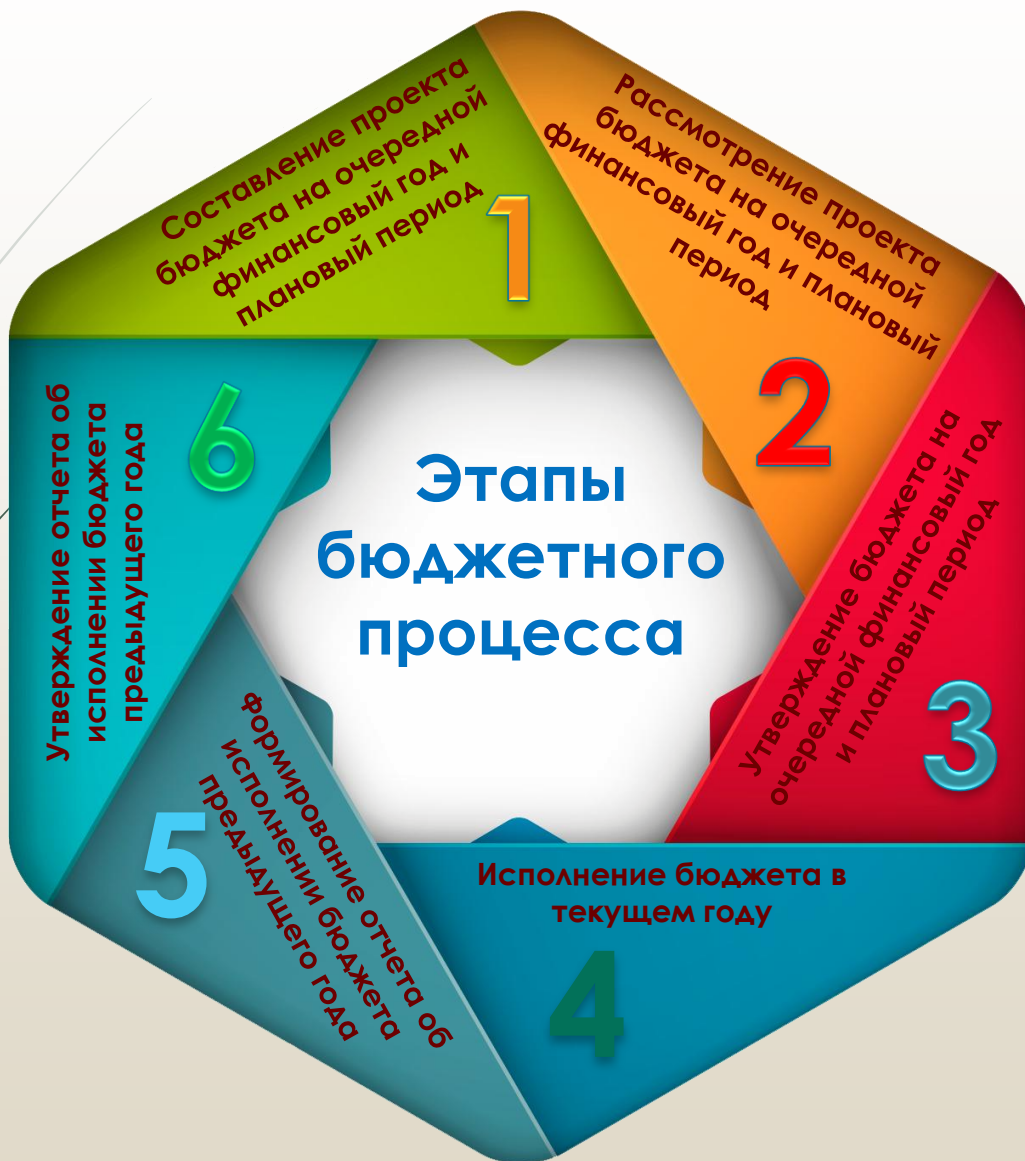 Этапы
бюджетного
процесса
Составление проекта
бюджета на очередной
финансовый год и
плановый период
1
Рассмотрение проекта
бюджета на очередной
финансовый год и плановый
период
2
Утверждение бюджета на
очередной финансовый год
и плановый период
3
Исполнение бюджета в
текущем году
4
формирование отчета об
исполнении бюджета
предыдущего года
5
Утверждение отчета об
исполнении бюджета
предыдущего года
6